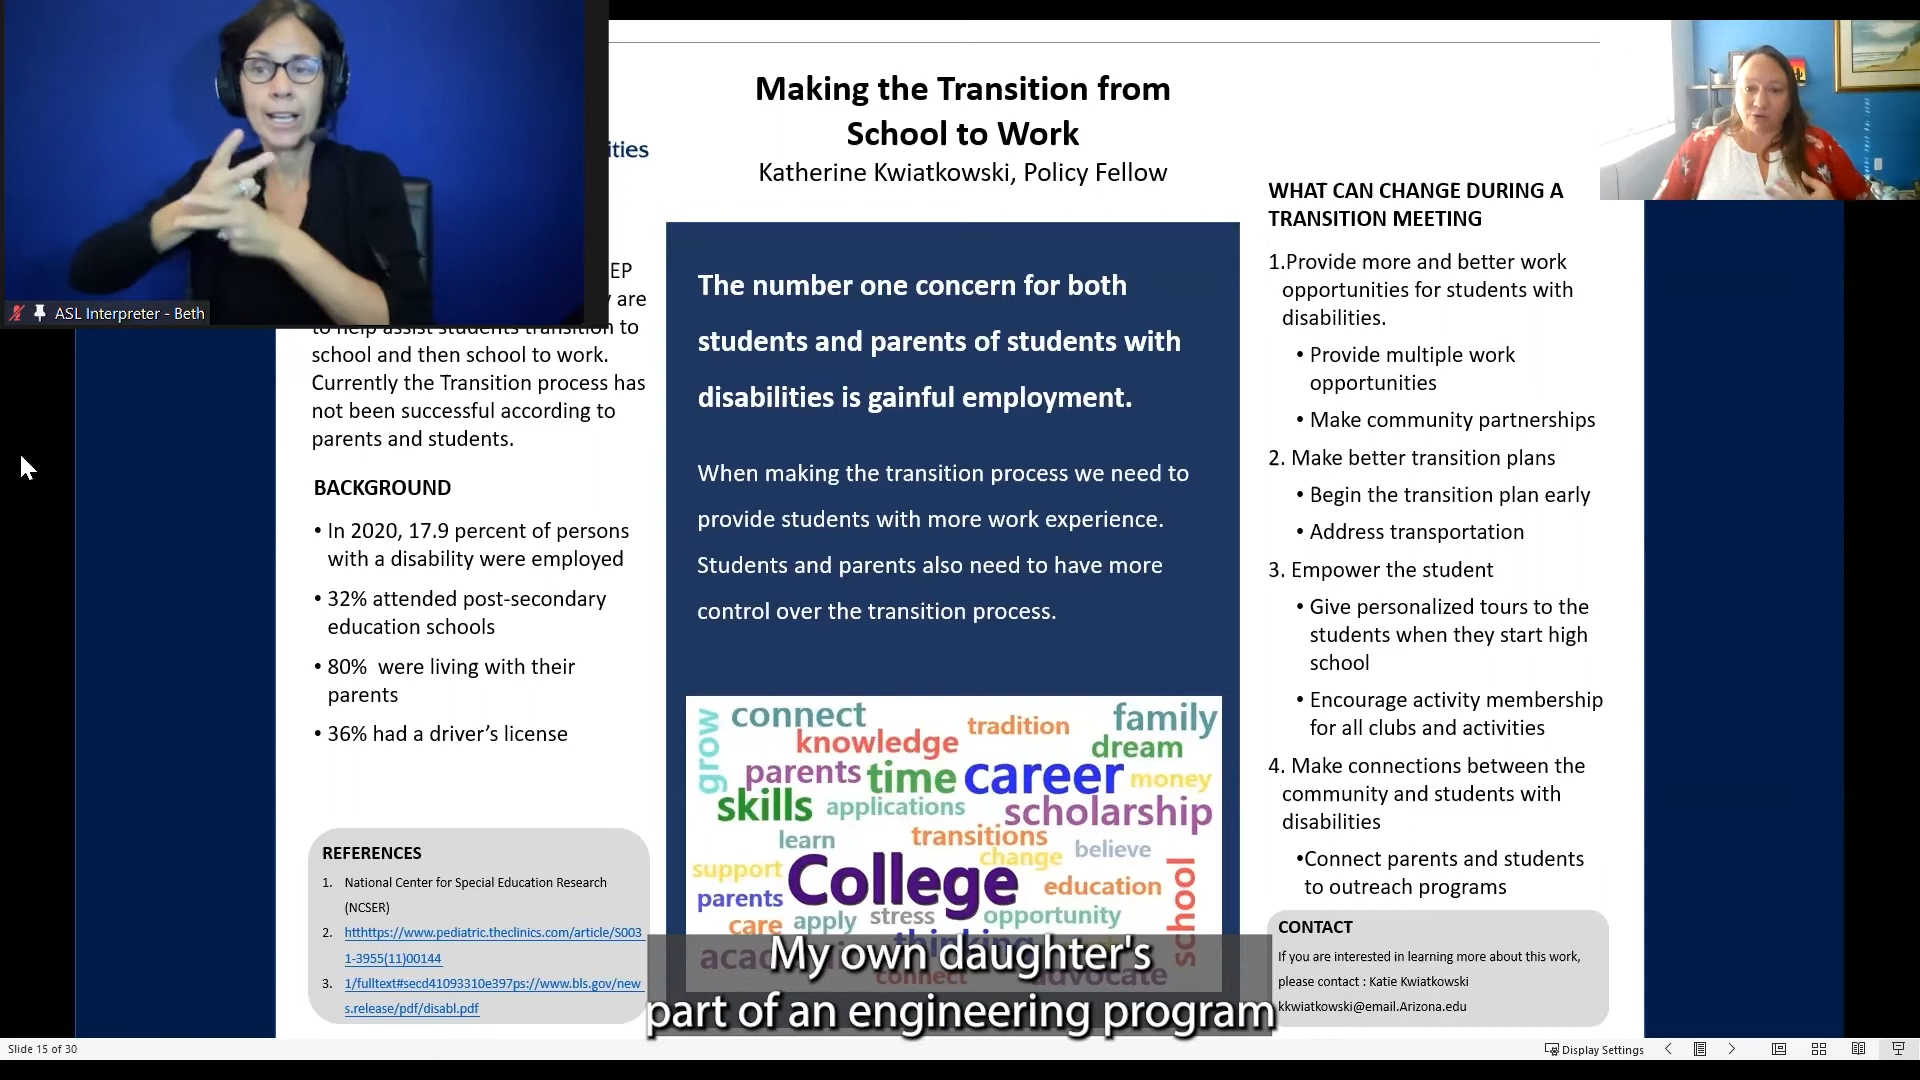 Making the Transition from
School to Work
Katherine Kwiatkowski, Policy Fellow
ities
ASL Interpreter - Beth
EP
are
to help assist students transition to
school and then school to work.
Currently the Transition process has
not been successful according to
parents and students.
BACKGROUND
• In 2020, 17.9 percent of persons
with a disability were employed
• 32% attended post-secondary
education schools
• 80% were living with their
parents
• 36% had a driver's license
REFERENCES
1. National Center for Special Education Research
(NCSER)
2. htthttps://www.pediatric.theclinics.com/article/S003
1-3955(11)00144
3. 1/fulltext#secd41093310e397ps://www.bls.gov/new
s.release/pdf/disabl.pdf
The number one concern for both
students and parents of students with
disabilities is gainful employment.
When making the transition process we need to
provide students with more work experience.
Students and parents also need to have more
control over the transition process.
grow
connect
tradition
family
knowledge
dream
parents
time
career
money
skills
applications
scholarship
learn
transitions
change
believe
support
College
education
school
parents
care
apply
stress
opportunity
thinking
connect
advocate
My own daughter's
part of an engineering program
WHAT CAN CHANGE DURING A
TRANSITION MEETING
1.Provide more and better work
opportunities for students with
disabilities.
• Provide multiple work
opportunities
• Make community partnerships
2. Make better transition plans
• Begin the transition plan early
• Address transportation
3. Empower the student
• Give personalized tours to the
students when they start high
school
• Encourage activity membership
for all clubs and activities
4. Make connections between the
community and students with
disabilities
•Connect parents and students
to outreach programs
CONTACT
If you are interested in learning more about this work,
please contact : Katie Kwiatkowski
kkwiatkowski@email.Arizona.edu
Slide 15 of 30
Display Settings